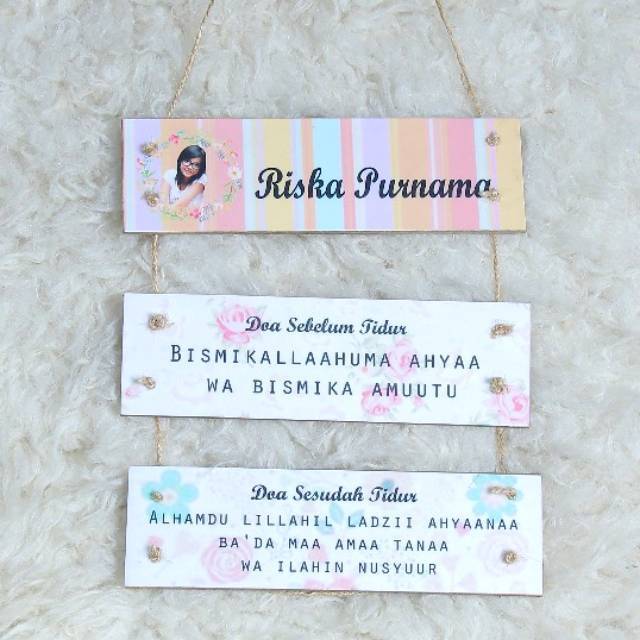 Riska Purnama
Doa Sebelum Tidur
BISMIKALLAAHUMA AHYAA
WA BISMIKA AMUUTU
Doa Sesudah Tidur
ALHAMDU LILLAHIL LADZII AHYAANAA
BA'DA MAA AMAA TANAA
WA ILAHIN NUSYUUR